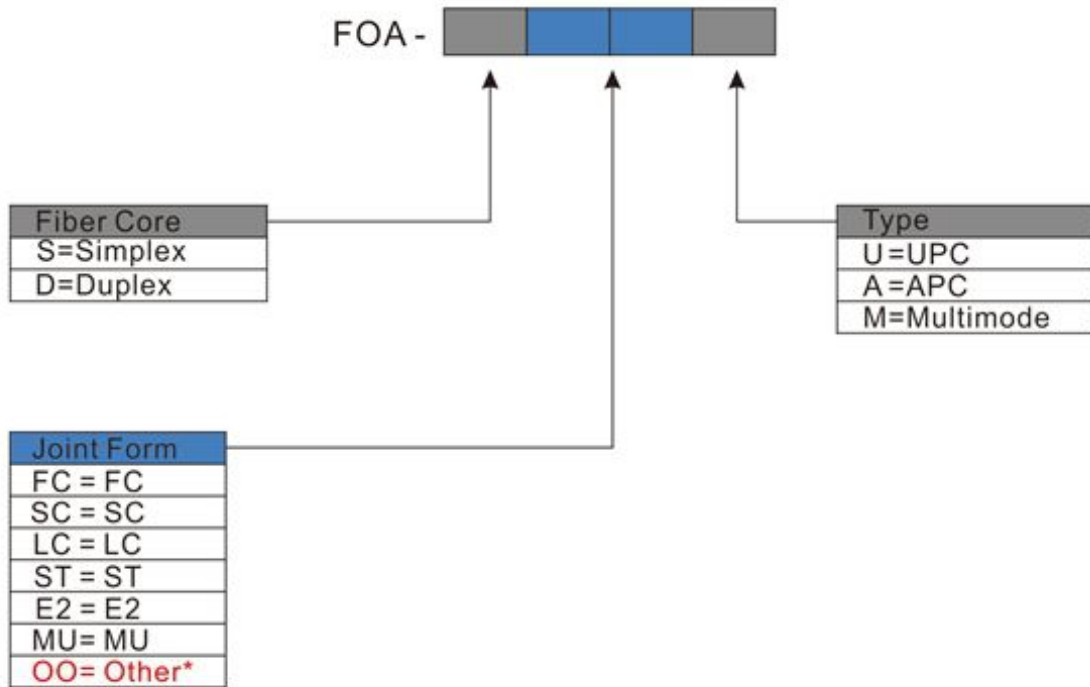 FOA -
Fiber Core
S=Simplex
D=Duplex
Type
U=UPC
A=APC
M=Multimode
Joint Form
FC = FC
SC = SC
LC = LC
ST = ST
E2 = E2
MU= MU
OO= Other*